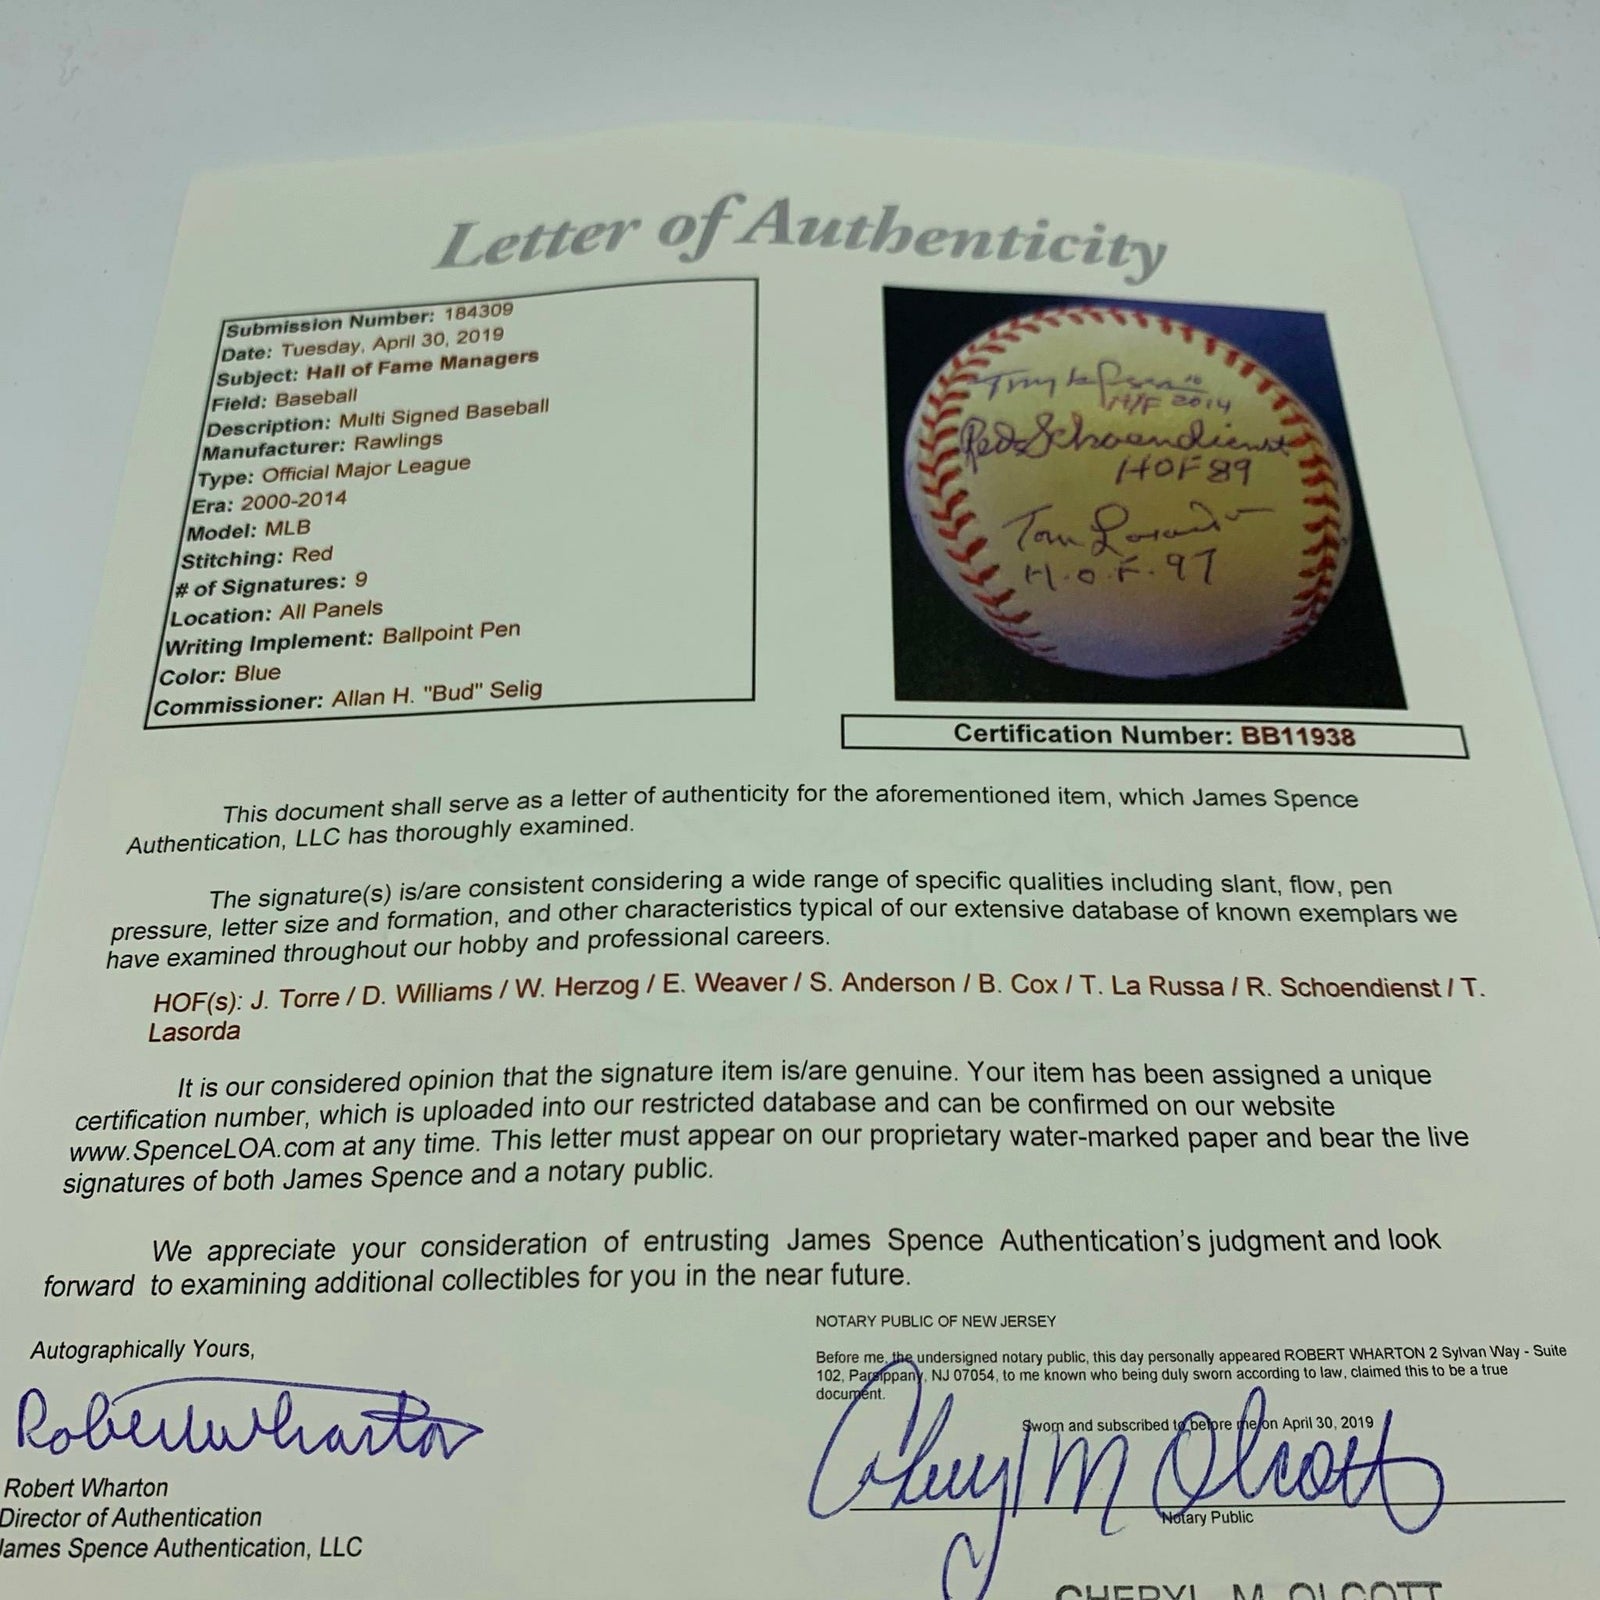 Letter of Authenticity
Submission Number: 184309
Date: Tuesday, April 30, 2019
Subject: Hall of Fame Managers
Field: Baseball
Description: Multi Signed Baseball
Manufacturer: Rawlings
Type: Official Major League
Era: 2000-2014
Model: MLB
Stitching: Red
# of Signatures: 9
Location: All Panels
Writing Implement: Ballpoint Pen
Color: Blue
Commissioner: Allan H. "Bud" Selig
Tony
HOF 2014
Red Schoendienst
HOF 89
Tom Lasorda
H.O.F. 97
Certification Number: BB11938
This document shall serve as a letter of authenticity for the aforementioned item, which James Spence
Authentication, LLC has thoroughly examined.
The signature(s) is/are consistent considering a wide range of specific qualities including slant, flow, pen
pressure, letter size and formation, and other characteristics typical of our extensive database of known exemplars we
have examined throughout our hobby and professional careers.
HOF(s): J. Torre / D. Williams / W. Herzog / E. Weaver / S. Anderson / B. Cox / T. La Russa / R. Schoendienst / T.
Lasorda
It is our considered opinion that the signature item is/are genuine. Your item has been assigned a unique
certification number, which is uploaded into our restricted database and can be confirmed on our website
www.SpenceLOA.com at any time. This letter must appear on our proprietary water-marked paper and bear the live
signatures of both James Spence and a notary public.
We appreciate your consideration of entrusting James Spence Authentication's judgment and look
forward to examining additional collectibles for you in the near future.
Autographically Yours,
Robert Wharton
Robert Wharton
Director of Authentication
James Spence Authentication, LLC
NOTARY PUBLIC OF NEW JERSEY
Before me, the undersigned notary public, this day personally appeared ROBERT WHARTON 2 Sylvan Way - Suite
102, Parsippany, NJ 07054, to me known who being duly sworn according to law, claimed this to be a true
document.
Sworn and subscribed to before me on April 30, 2019
Cheryl M Olcott
Notary Public
CHERYL M. OLCOTT